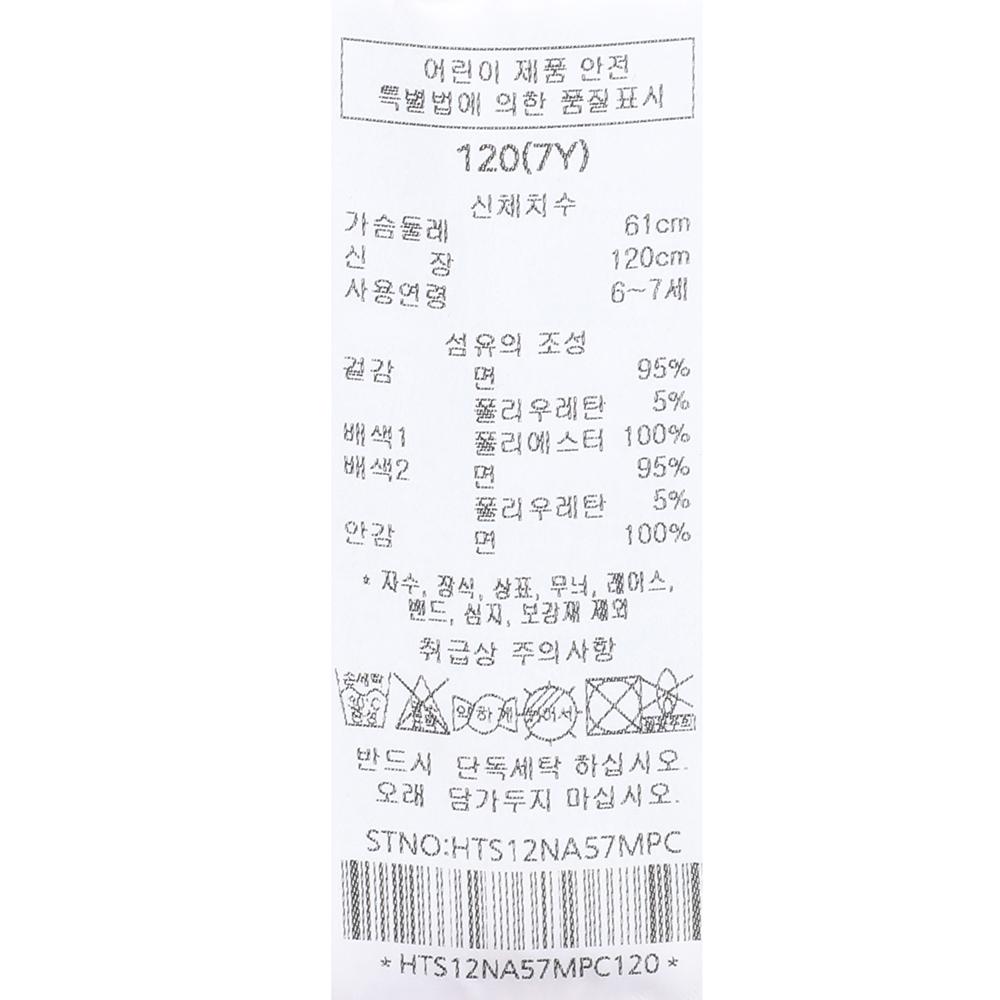 어린이 제품 안전
특별법에 의한 품질표시
120(7Y)
신체치수
가슴둘레 61cm
신 장 120cm
사용연령 6~7세
섬유의 조성
겉감 면 95%
폴리우레탄 5%
배색1 폴리에스터 100%
배색2 면 95%
폴리우레탄 5%
안감 면 100%
* 자수, 장식, 상표, 무늬, 레이스,
밴드, 심지, 보강재 제외
취급상 주의사항
손세탁 약하게 뉘어서 화기주의
반드시 단독세탁 하십시오.
오래 담가두지 마십시오.
STNO:HTS12NA57MPC
*HTS12NA57MPC120*